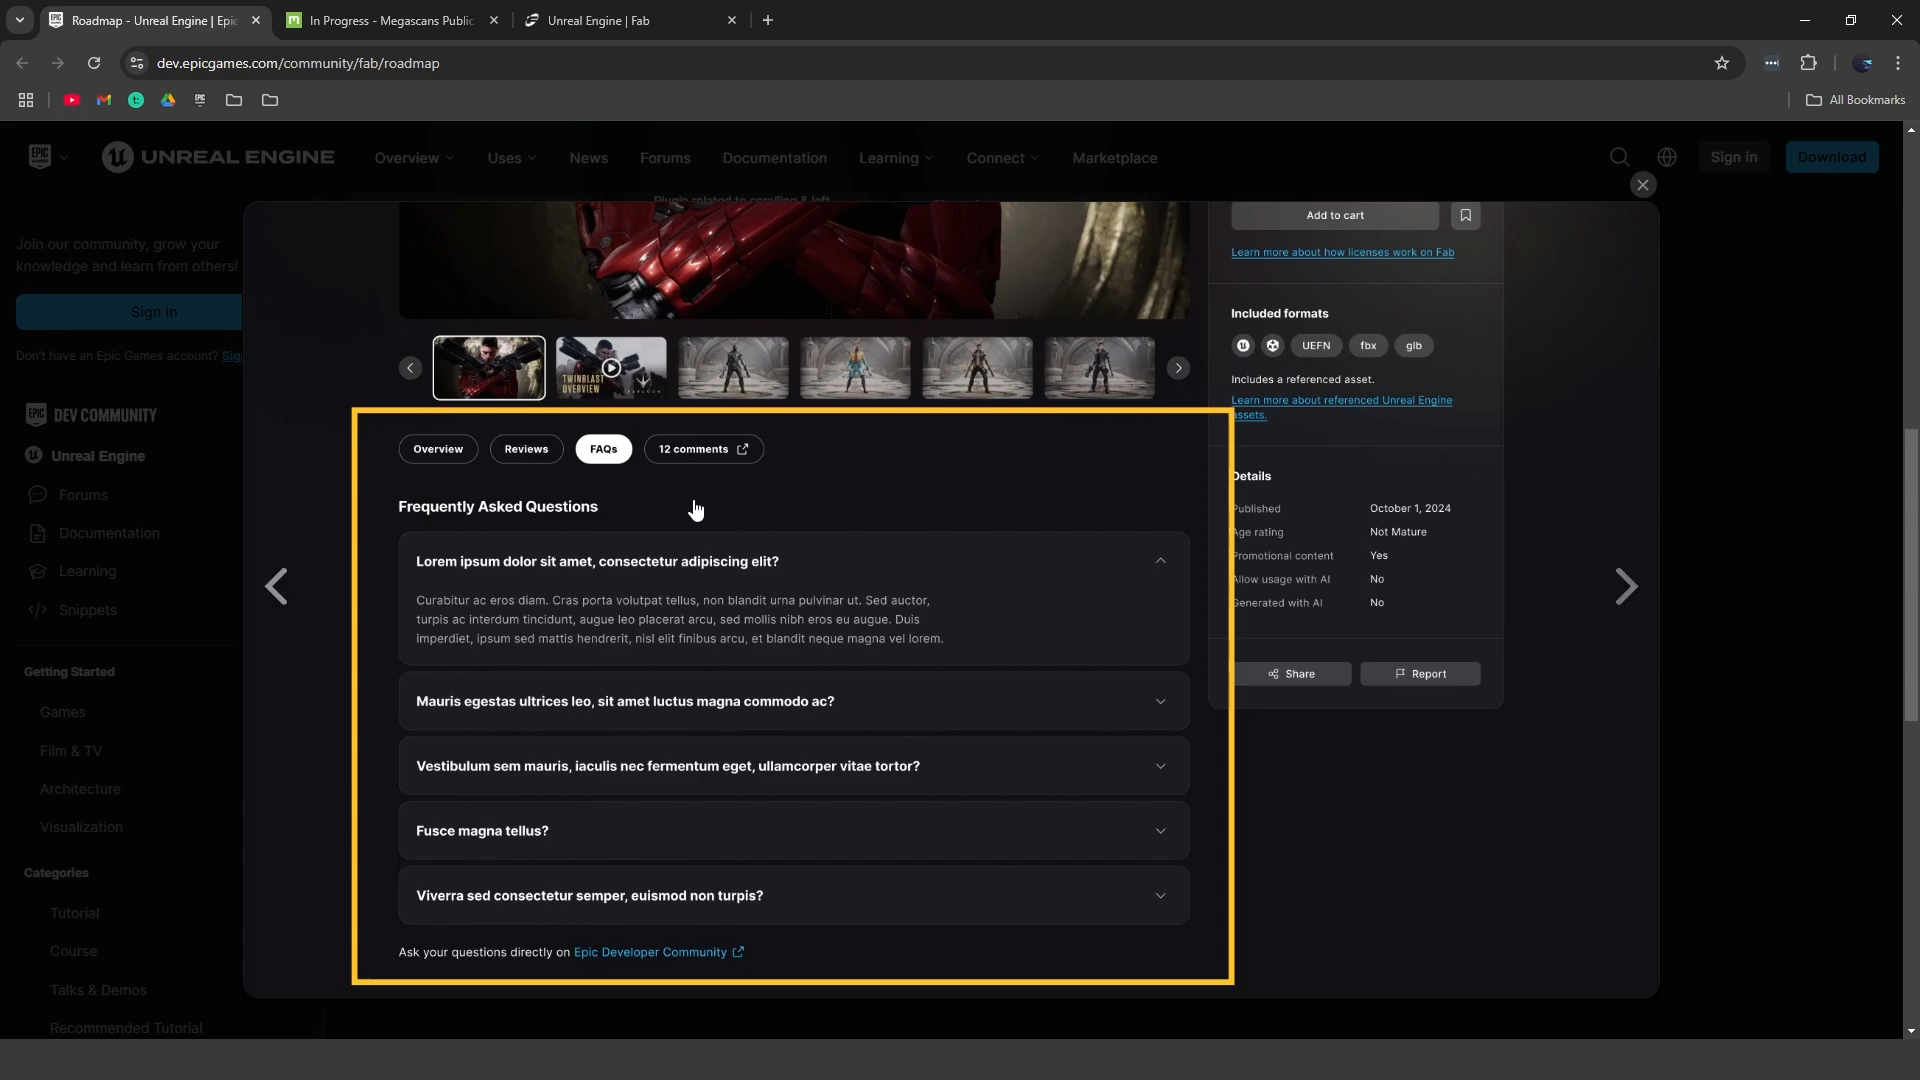 Roadmap - Unreal Engine | Epic
In Progress - Megascans Public
Unreal Engine | Fab
dev.epicgames.com/community/fab/roadmap
All Bookmarks
EPIC GAMES
UNREAL ENGINE
Overview
Uses
News
Forums
Documentation
Learning
Connect
Marketplace
Sign in
Download
Plugin related to scrolling & left
Join our community, grow your
knowledge and learn from others!
Sign in
Don't have an Epic Games account? Sig
DEV COMMUNITY
Unreal Engine
Forums
Documentation
Learning
Snippets
Getting Started
Games
Film & TV
Architecture
Visualization
Categories
Tutorial
Course
Talks & Demos
Recommended Tutorial
TWINBLAST
OVERVIEW
Overview
Reviews
FAQs
12 comments
Frequently Asked Questions
Lorem ipsum dolor sit amet, consectetur adipiscing elit?
Curabitur ac eros diam. Cras porta volutpat tellus, non blandit urna pulvinar ut. Sed auctor,
turpis ac interdum tincidunt, augue leo placerat arcu, sed mollis nibh eros eu augue. Duis
imperdiet, ipsum sed mattis hendrerit, nisl elit finibus arcu, et blandit neque magna vel lorem.
Mauris egestas ultrices leo, sit amet luctus magna commodo ac?
Vestibulum sem mauris, iaculis nec fermentum eget, ullamcorper vitae tortor?
Fusce magna tellus?
Viverra sed consectetur semper, euismod non turpis?
Ask your questions directly on Epic Developer Community
Add to cart
Learn more about how licenses work on Fab
Included formats
UEFN
fbx
glb
Includes a referenced asset.
Learn more about referenced Unreal Engine
assets.
Details
Published October 1, 2024
Age rating Not Mature
Promotional content Yes
Allow usage with AI No
Generated with AI No
Share
Report